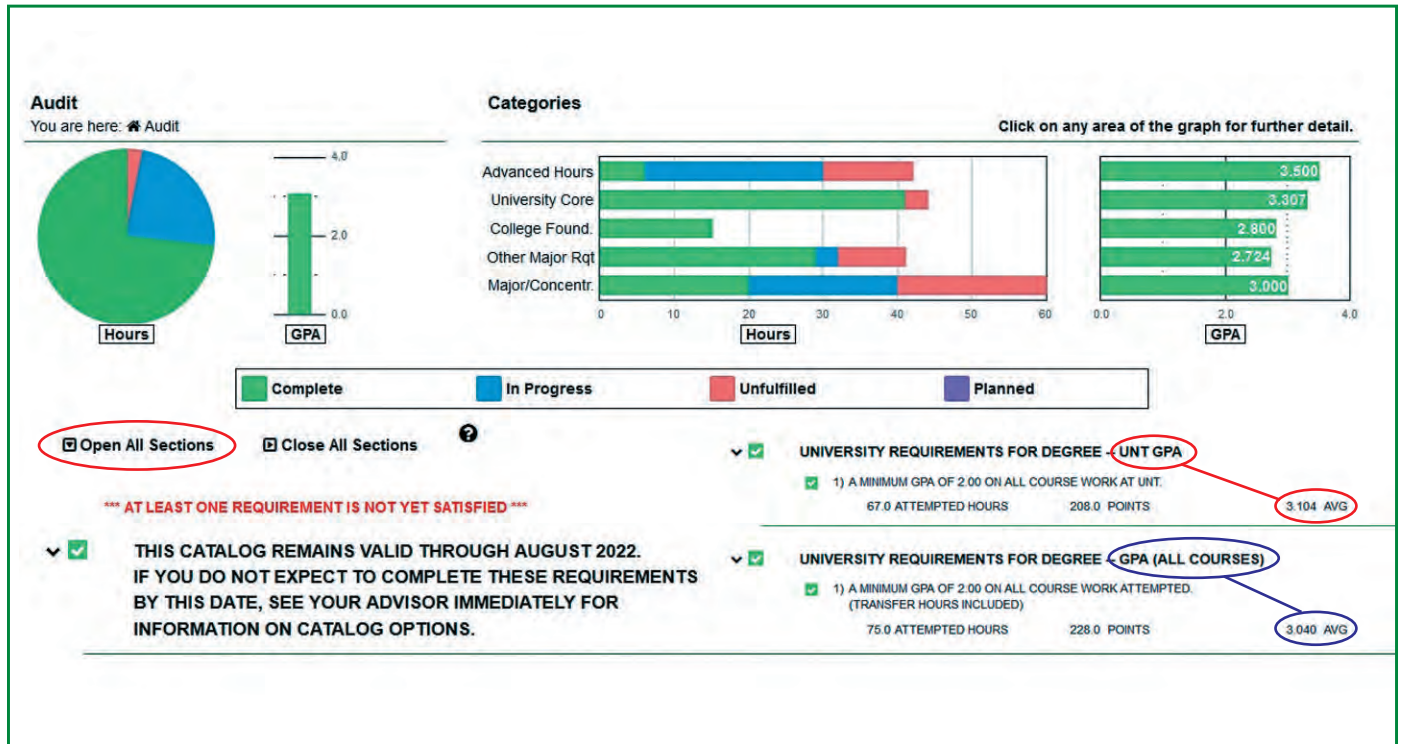 Audit
You are here: Audit
Categories
Click on any area of the graph for further detail.
4.0
2.0
0.0
Hours
GPA
Advanced Hours
University Core
College Found.
Other Major Rqt
Major/Concentr.
0 10 20 30 40 50 60
Hours
3.500
3.307
2.800
2.724
3.000
0.0 2.0 4.0
GPA
Complete In Progress Unfulfilled Planned
Open All Sections Close All Sections ?
*** AT LEAST ONE REQUIREMENT IS NOT YET SATISFIED ***
THIS CATALOG REMAINS VALID THROUGH AUGUST 2022.
IF YOU DO NOT EXPECT TO COMPLETE THESE REQUIREMENTS
BY THIS DATE, SEE YOUR ADVISOR IMMEDIATELY FOR
INFORMATION ON CATALOG OPTIONS.
UNIVERSITY REQUIREMENTS FOR DEGREE – UNT GPA
1) A MINIMUM GPA OF 2.00 ON ALL COURSE WORK AT UNT.
67.0 ATTEMPTED HOURS 208.0 POINTS 3.104 AVG
UNIVERSITY REQUIREMENTS FOR DEGREE – GPA (ALL COURSES)
1) A MINIMUM GPA OF 2.00 ON ALL COURSE WORK ATTEMPTED.
(TRANSFER HOURS INCLUDED)
75.0 ATTEMPTED HOURS 228.0 POINTS 3.040 AVG